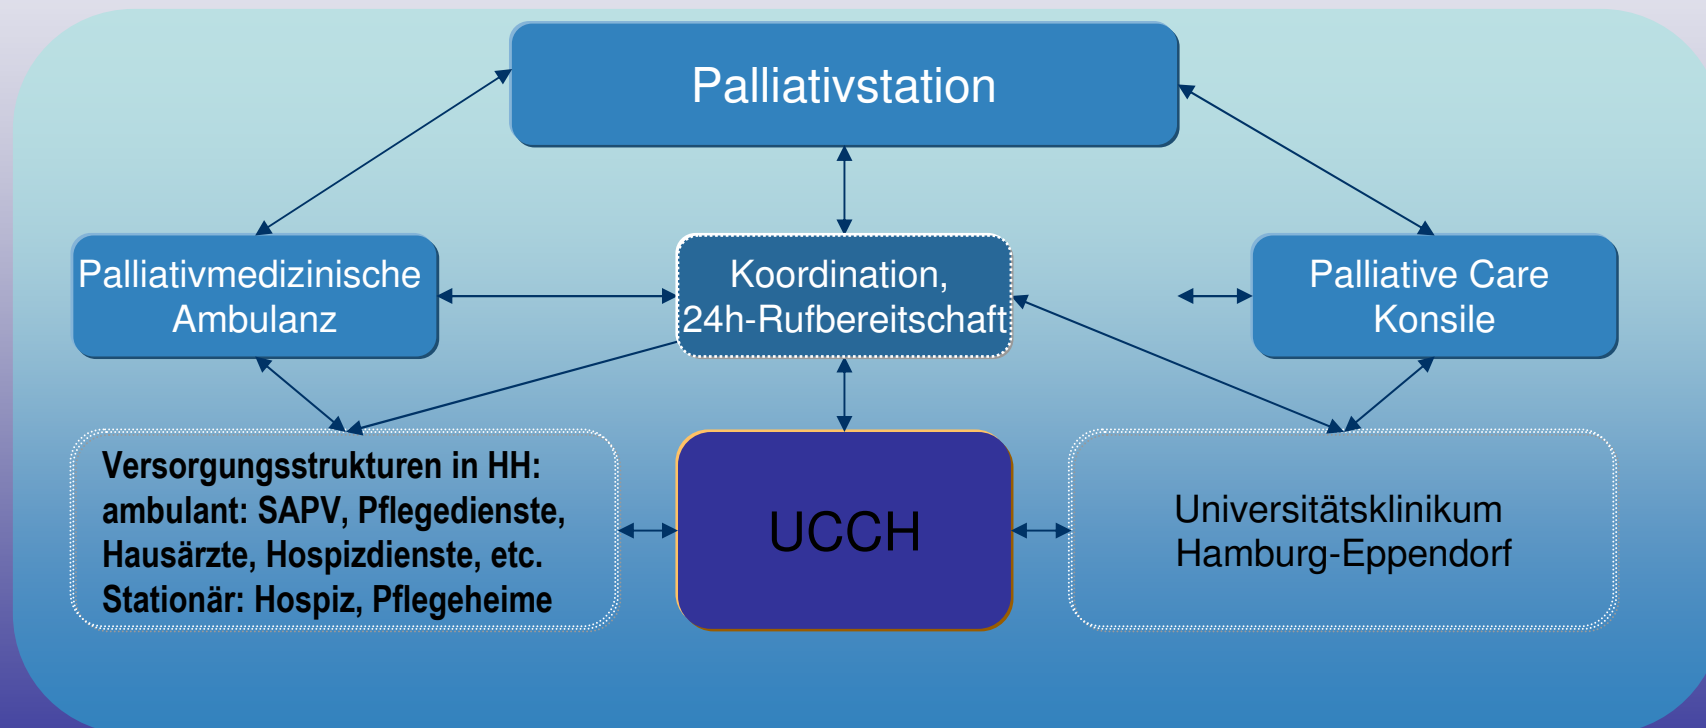 Palliativstation
Palliativmedizinische
Ambulanz
Koordination,
24h-Rufbereitschaft
Palliative Care
Konsile
Versorgungsstrukturen in HH:
ambulant: SAPV, Pflegedienste,
Hausärzte, Hospizdienste, etc.
Stationär: Hospiz, Pflegeheime
UCCH
Universitätsklinikum
Hamburg-Eppendorf